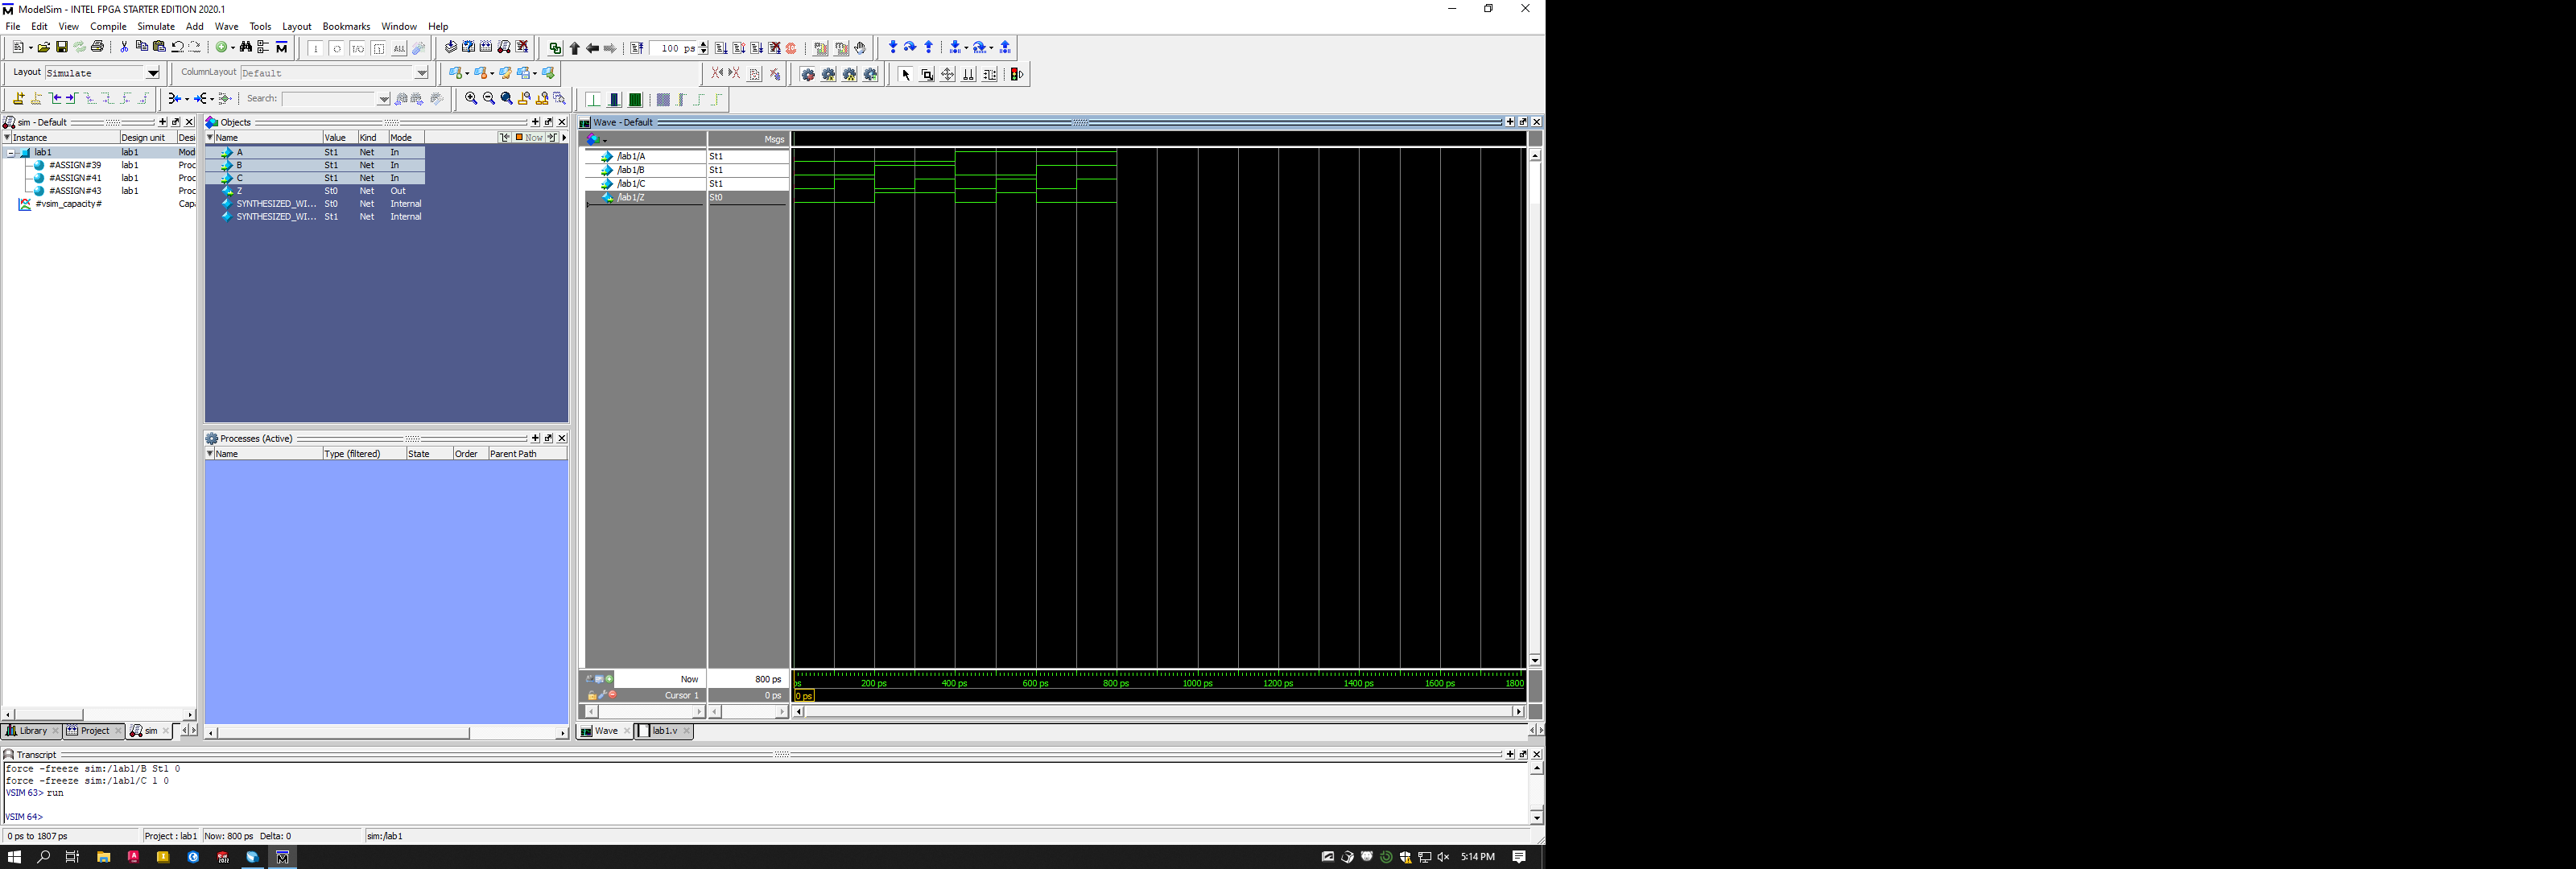 ModelSim - INTEL FPGA STARTER EDITION 2020.1
File Edit View Compile Simulate Add Wave Tools Layout Bookmarks Window Help
100 ps
Layout Simulate
ColumnLayout Default
Search:
sim - Default
Instance Design unit Desi
lab1 lab1 Mod
#ASSIGN#39 lab1 Proc
#ASSIGN#41 lab1 Proc
#ASSIGN#43 lab1 Proc
#vsim_capacity# Capa
Library Project sim
Objects
Name Value Kind Mode Now
A St1 Net In
B St1 Net In
C St1 Net In
Z St0 Net Out
SYNTHESIZED_WI... St0 Net Internal
SYNTHESIZED_WI... St1 Net Internal
Processes (Active)
Name Type (filtered) State Order Parent Path
Wave - Default
Msgs
/lab1/A St1
/lab1/B St1
/lab1/C St1
/lab1/Z St0
Now 800 ps
ps 200 ps 400 ps 600 ps 800 ps 1000 ps 1200 ps 1400 ps 1600 ps 1800
Cursor 1 0 ps 0 ps
Wave lab1.v
Transcript
force -freeze sim:/lab1/B St1 0
force -freeze sim:/lab1/C 1 0
VSIM 63> run
VSIM 64>
0 ps to 1807 ps Project : lab1 Now: 800 ps Delta: 0 sim:/lab1
5:14 PM